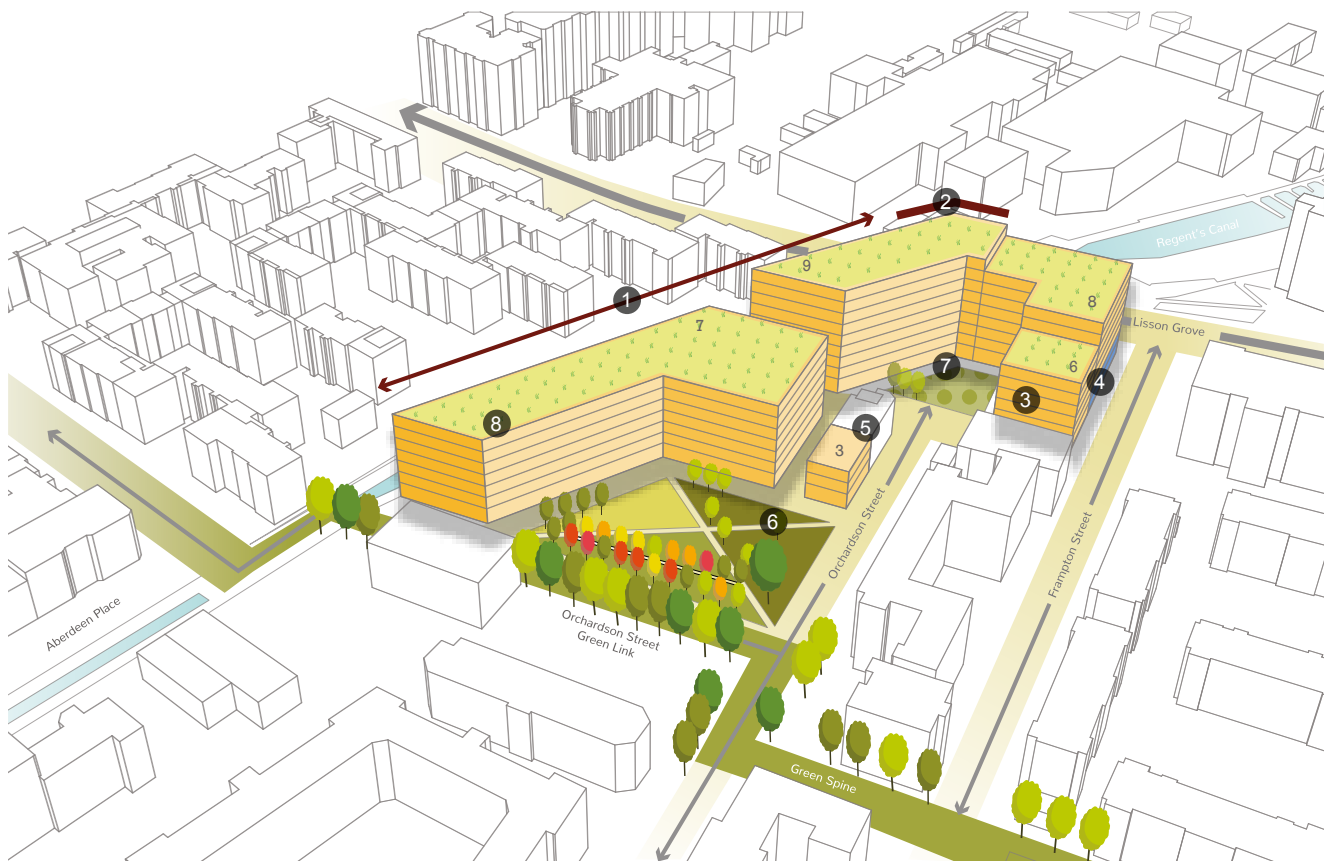 2
Regent's Canal
9
8
1
7
Lisson Grove
7
6
4
3
8
5
3
6
Orchardson Street
Frampton Street
Aberdeen Place
Orchardson Street
Green Link
Green Spine